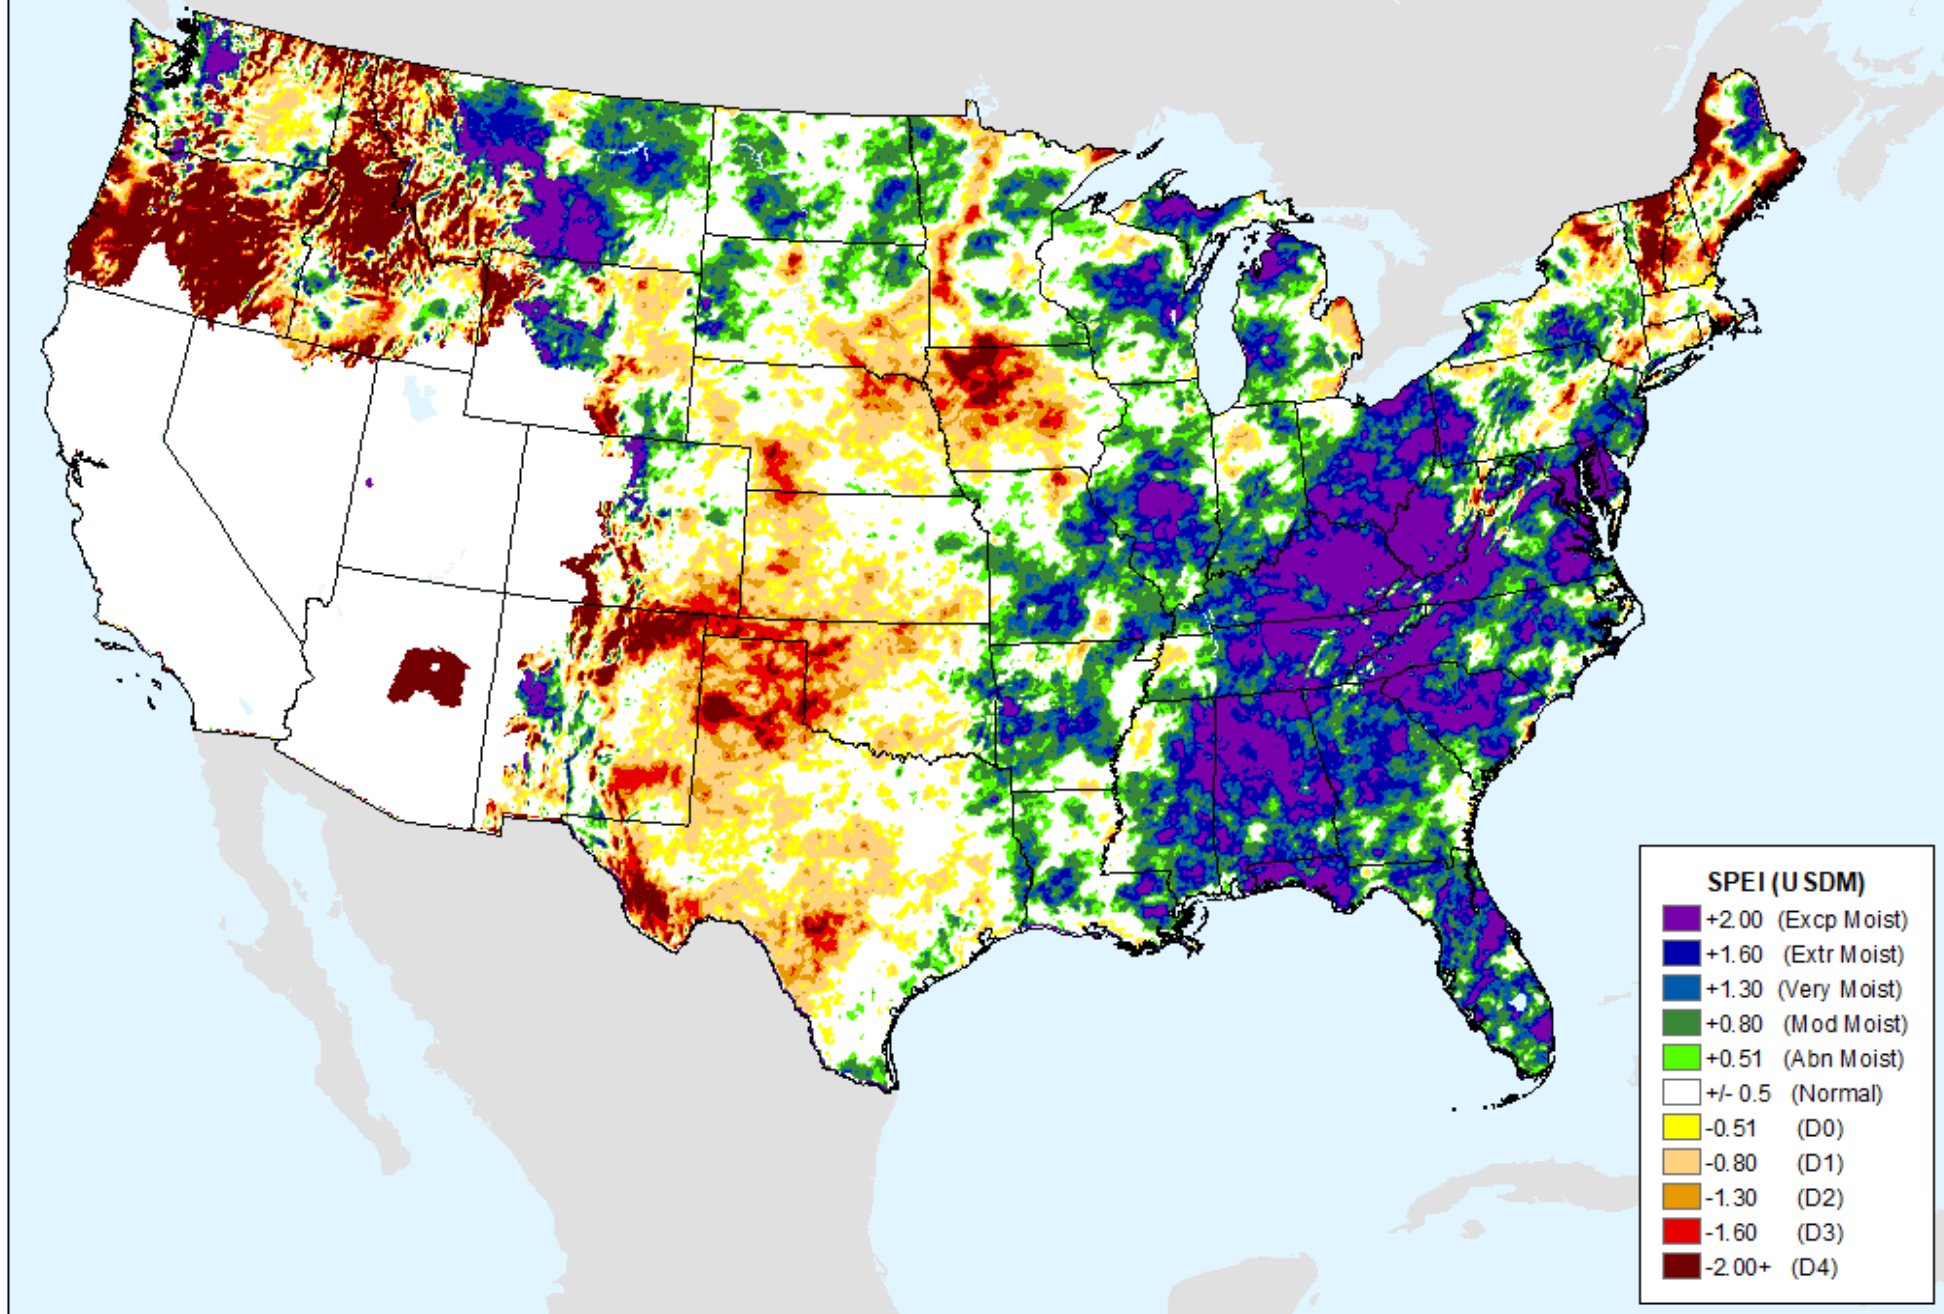 SPEI (USDM)
+2.00 (Excp Moist)
+1.60 (Extr Moist)
+1.30 (Very Moist)
+0.80 (Mod Moist)
+0.51 (Abn Moist)
+/- 0.5 (Normal)
-0.51 (D0)
-0.80 (D1)
-1.30 (D2)
-1.60 (D3)
-2.00+ (D4)